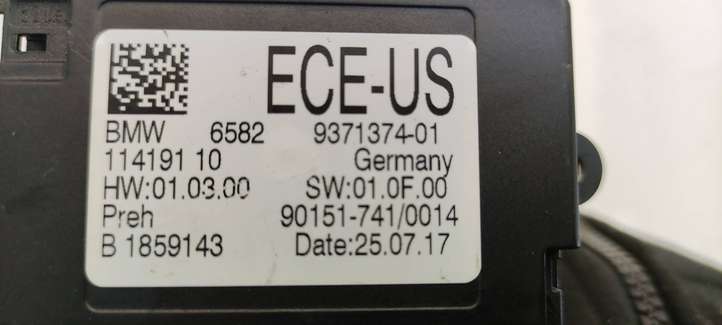 ECE-US
BMW 6582 9371374-01
114191 10 Germany
HW:01.03.00 SW:01.0F.00
Preh 90151-741/0014
B 1859143 Date:25.07.17